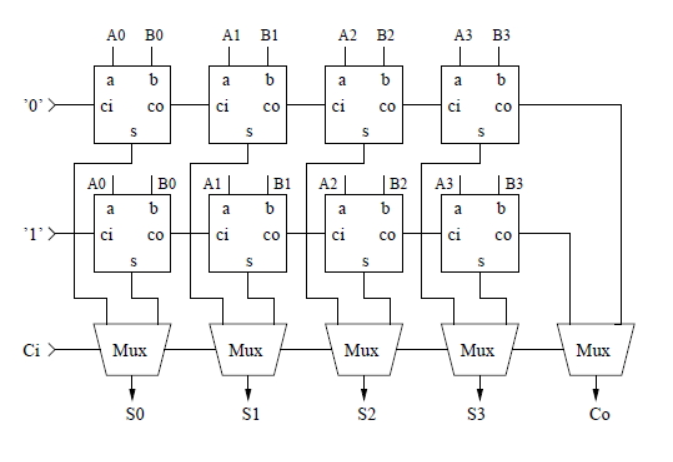 A0 B0 A1 B1 A2 B2 A3 B3
a b a b a b a b
'0' ci co ci co ci co ci co
s s s s
A0 B0 A1 B1 A2 B2 A3 B3
a b a b a b a b
'1' ci co ci co ci co ci co
s s s s
Ci Mux Mux Mux Mux Mux
S0 S1 S2 S3 Co